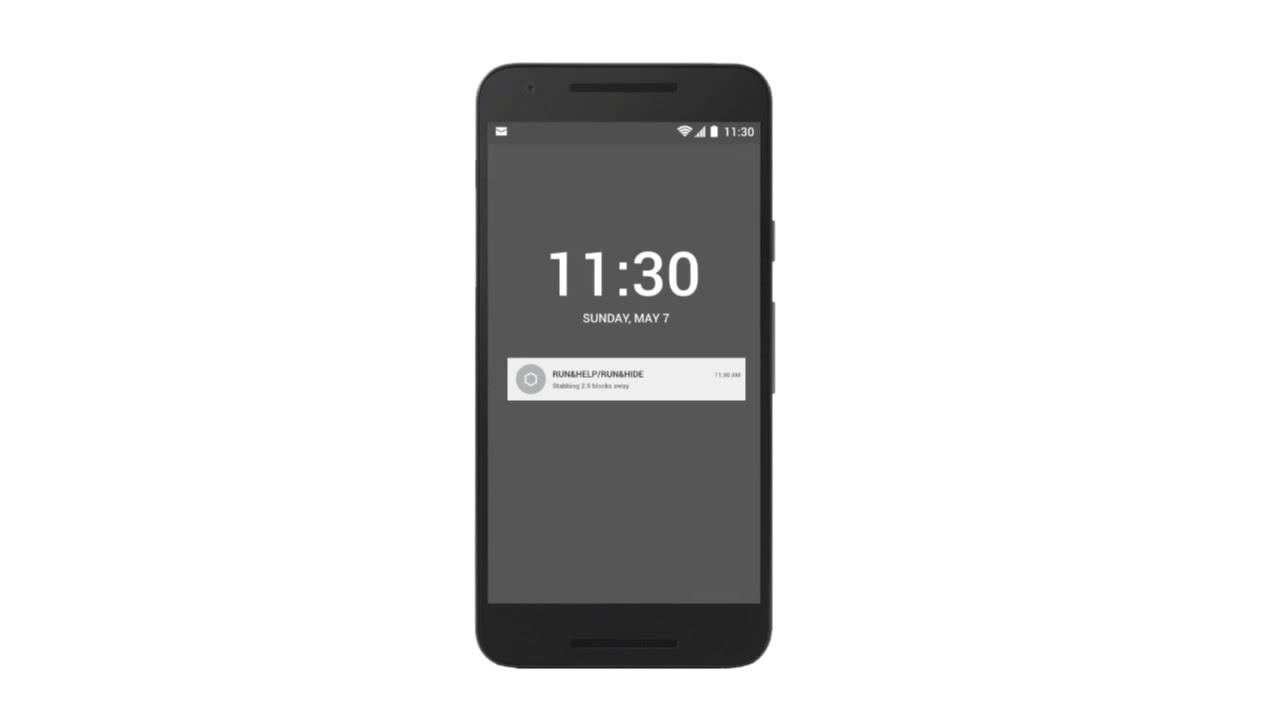 11:30
11:30
SUNDAY, MAY 7
RUN&HELP/RUN&HIDE
11:30 AM
Stabbing 2.5 blocks away